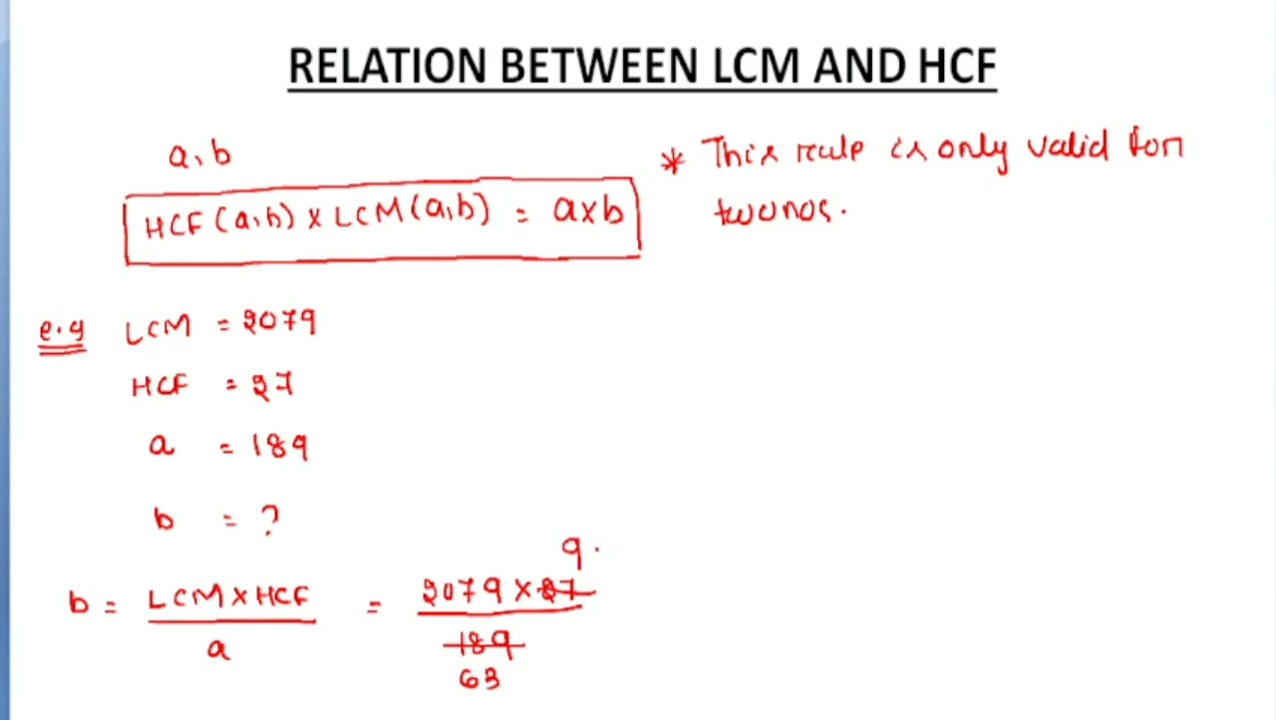 RELATION BETWEEN LCM AND HCF
a, b
HCF (a,b) x LCM (a,b) = axb
* This rule is only valid for
two nos.
e.g LCM = 2079
HCF = 27
a = 189
b = ?
b = LCM x HCF / a = 2079 x 27 / 189
9.
63